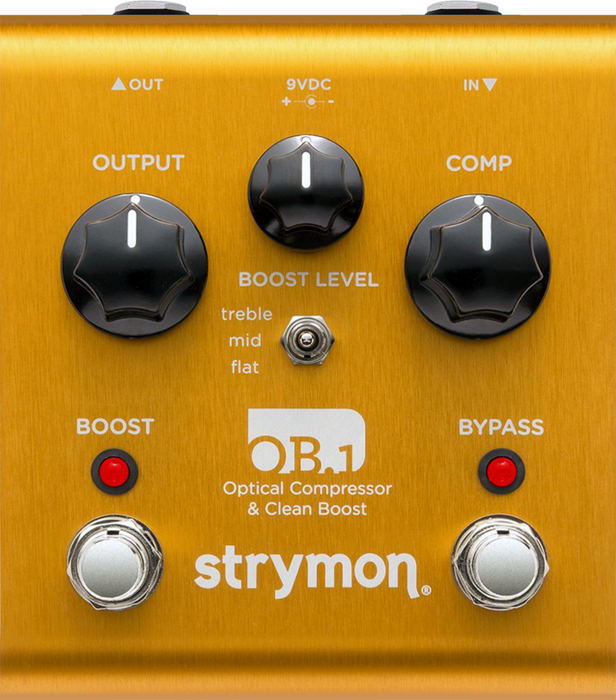 ▲OUT
9VDC
IN▼
+ -
OUTPUT
COMP
BOOST LEVEL
treble
mid
flat
BOOST
BYPASS
OB.1
Optical Compressor
& Clean Boost
strymon®